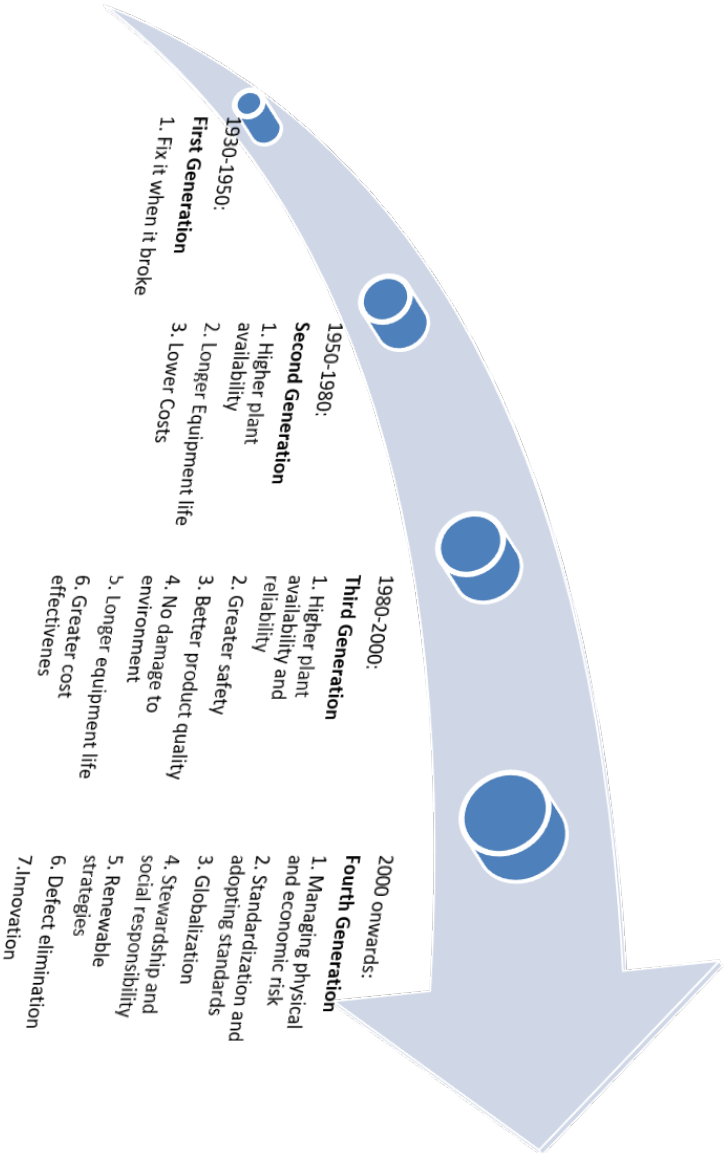 1930-1950:
First Generation
1. Fix it when it broke
1950-1980:
Second Generation
1. Higher plant
availability
2. Longer Equipment life
3. Lower Costs
1980-2000:
Third Generation
1. Higher plant
availability and
reliability
2. Greater safety
3. Better product quality
4. No damage to
environment
5. Longer equipment life
6. Greater cost
effectivenes
2000 onwards:
Fourth Generation
1. Managing physical
and economic risk
2. Standardization and
adopting standards
3. Globalization
4. Stewardship and
social responsibility
5. Renewable
strategies
6. Defect elimination
7.Innovation